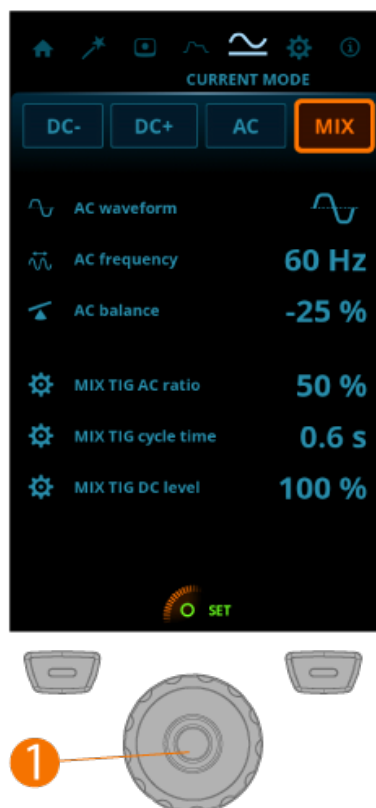 CURRENT MODE
DC- DC+ AC MIX
AC waveform
AC frequency 60 Hz
AC balance -25 %
MIX TIG AC ratio 50 %
MIX TIG cycle time 0.6 s
MIX TIG DC level 100 %
SET
1